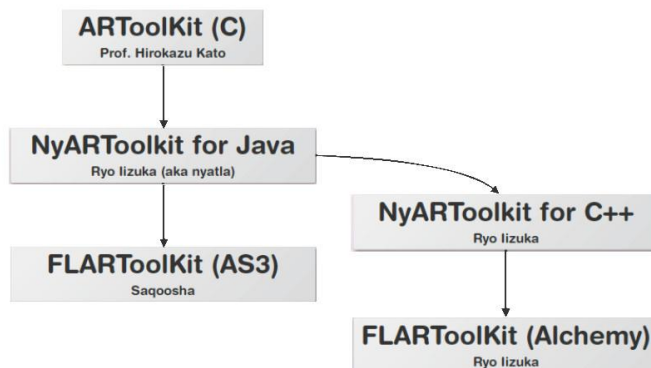 ARToolKit (C)
Prof. Hirokazu Kato
NyARToolkit for Java
Ryo Iizuka (aka nyatla)
NyARToolkit for C++
Ryo Iizuka
FLARToolKit (AS3)
Saqoosha
FLARToolKit (Alchemy)
Ryo Iizuka